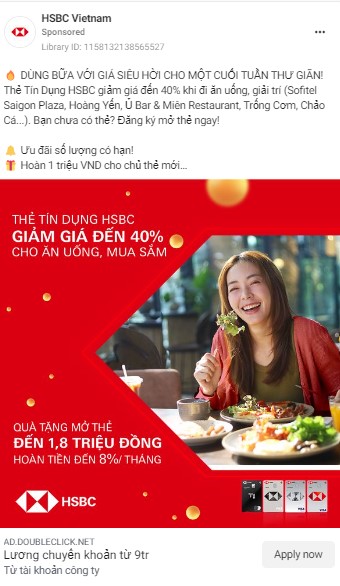 HSBC Vietnam
Sponsored
Library ID: 1158132138565527
🔥 DÙNG BỮA VỚI GIÁ SIÊU HỜI CHO MỘT CUỐI TUẦN THƯ GIÃN!
Thẻ Tín Dụng HSBC giảm giá đến 40% khi đi ăn uống, giải trí (Sofitel
Saigon Plaza, Hoàng Yến, Ủ Bar & Miên Restaurant, Trống Cơm, Chảo
Cá...). Bạn chưa có thẻ? Đăng ký mở thẻ ngay!
🔔 Ưu đãi số lượng có hạn!
🎁 Hoàn 1 triệu VND cho chủ thẻ mới...
THẺ TÍN DỤNG HSBC
GIẢM GIÁ ĐẾN 40%
CHO ĂN UỐNG, MUA SẮM
QUÀ TẶNG MỞ THẺ
ĐẾN 1,8 TRIỆU ĐỒNG
HOÀN TIỀN ĐẾN 8%/ THÁNG
HSBC
AD.DOUBLECLICK.NET
Lương chuyển khoản từ 9tr
Từ tài khoản công ty
Apply now